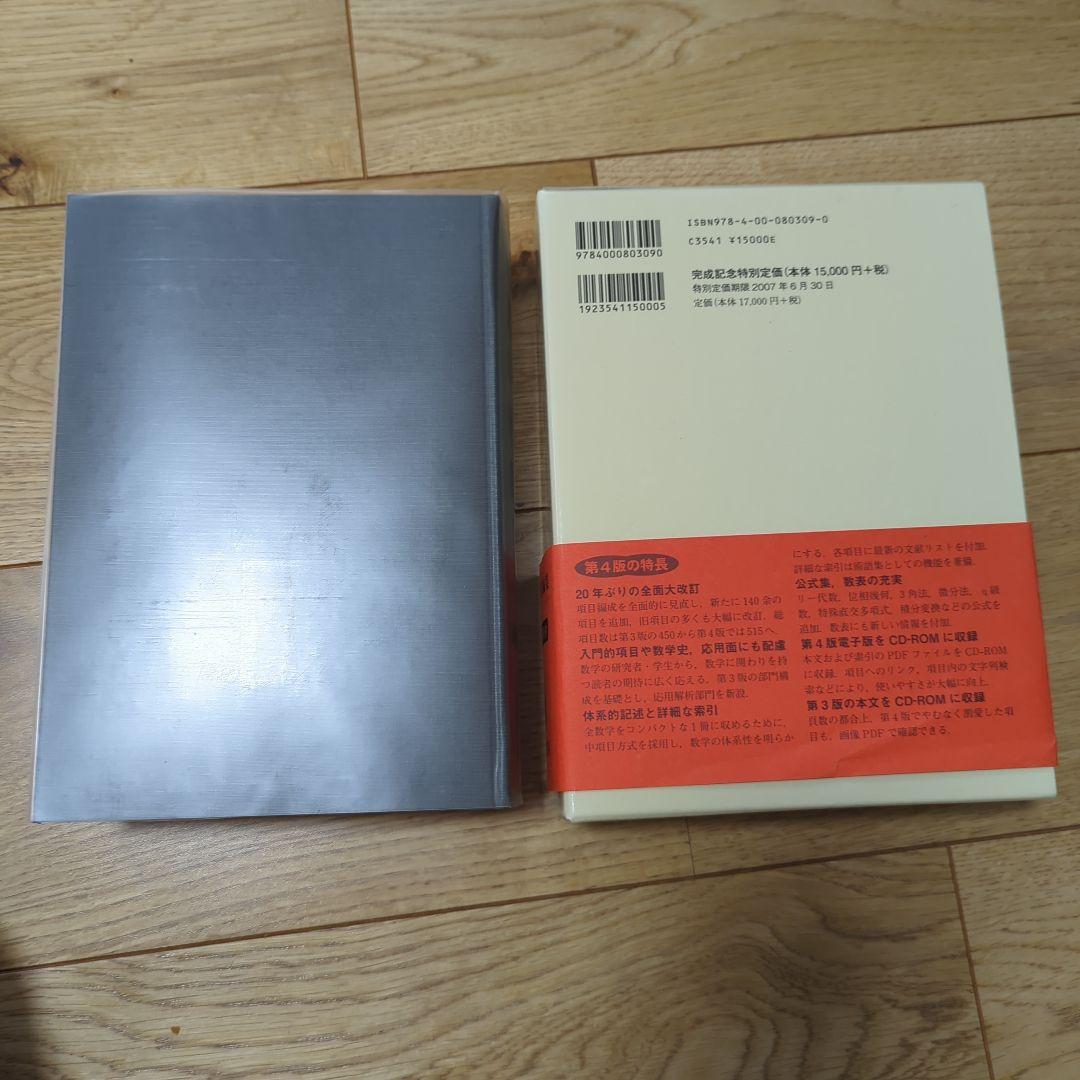 ISBN978-4-00-080309-0
C3541 ¥15000E
9784000803090
1923541150005
完成記念特別定価(本体 15,000 円+税)
特別定価期限 2007 年 6 月 30 日
定価(本体 17,000 円+税)
第4版の特長
20 年ぶりの全面大改訂
項目編成を全面的に見直し,新たに 140 余の
項目を追加,旧項目の多くも大幅に改訂.総
項目数は第3版の450から第4版では515へ.
入門的項目や数学史,応用面にも配慮
数学の研究者・学生から,数学に関わりを持
つ読者の期待に広く応える.第3版の部門構
成を基礎とし,応用解析部門を新設.
体系的記述と詳細な索引
全数学をコンパクトな1冊に収めるために,
中項目方式を採用し,数学の体系性を明らか
にする.各項目に最新の文献リストを付加.
詳細な索引は術語集としての機能を兼備.
公式集,数表の充実
リー代数,位相幾何,3角法,微分法,q級
数,特殊直交多項式,積分変換などの公式を
追加.数表にも新しい情報を付加.
第4版電子版を CD-ROM に収録
本文および索引の PDF ファイルを CD-ROM
に収録.項目へのリンク,項目内の文字列検
索などにより,使いやすさが大幅に向上.
第3版の本文を CD-ROM に収録
頁数の都合上,第4版でやむなく割愛した項
目も,画像 PDF で確認できる.